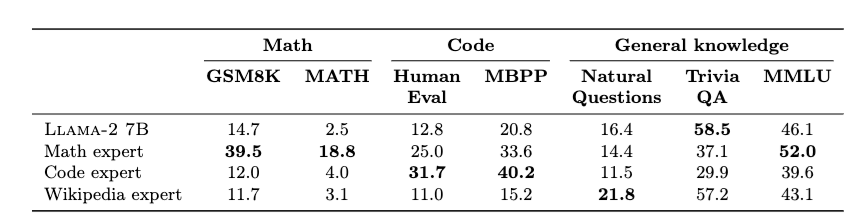 Math Code General knowledge
GSM8K MATH Human MBPP Natural Trivia MMLU
Eval Questions QA
LLAMA-2 7B 14.7 2.5 12.8 20.8 16.4 58.5 46.1
Math expert 39.5 18.8 25.0 33.6 14.4 37.1 52.0
Code expert 12.0 4.0 31.7 40.2 11.5 29.9 39.6
Wikipedia expert 11.7 3.1 11.0 15.2 21.8 57.2 43.1